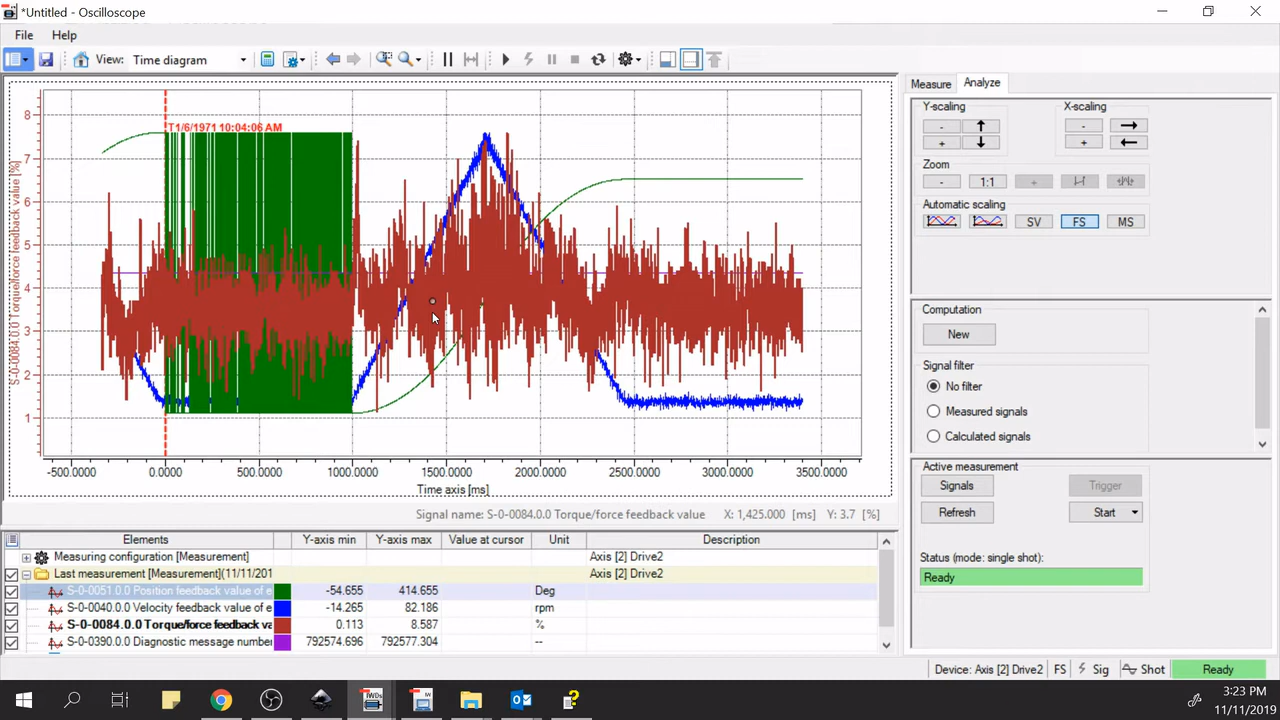 *Untitled - Oscilloscope
File Help
View: Time diagram
Measure Analyze
Y-scaling X-scaling
- -
+ +
Zoom
- 1:1 +
Automatic scaling
SV FS MS
Computation
New
Signal filter
No filter
Measured signals
Calculated signals
Active measurement
Signals Trigger
Refresh Start
Status (mode: single shot):
Ready
S-0-0084.0.0 Torque/force feedback value [%]
8
7
6
5
4
3
2
1
T1/6/1971 10:04:06 AM
-500.0000 0.0000 500.0000 1000.0000 1500.0000 2000.0000 2500.0000 3000.0000 3500.0000
Time axis [ms]
Signal name: S-0-0084.0.0 Torque/force feedback value X: 1,425.000 [ms] Y: 3.7 [%]
Elements Y-axis min Y-axis max Value at cursor Unit Description
Measuring configuration [Measurement] Axis [2] Drive2
Last measurement [Measurement](11/11/201 Axis [2] Drive2
S-0-0051.0.0 Position feedback value of e -54.655 414.655 Deg
S-0-0040.0.0 Velocity feedback value of e -14.265 82.186 rpm
S-0-0084.0.0 Torque/force feedback va 0.113 8.587 %
S-0-0390.0.0 Diagnostic message number 792574.696 792577.304 --
Device: Axis [2] Drive2 FS Sig Shot Ready
IWDs IW
3:23 PM
11/11/2019